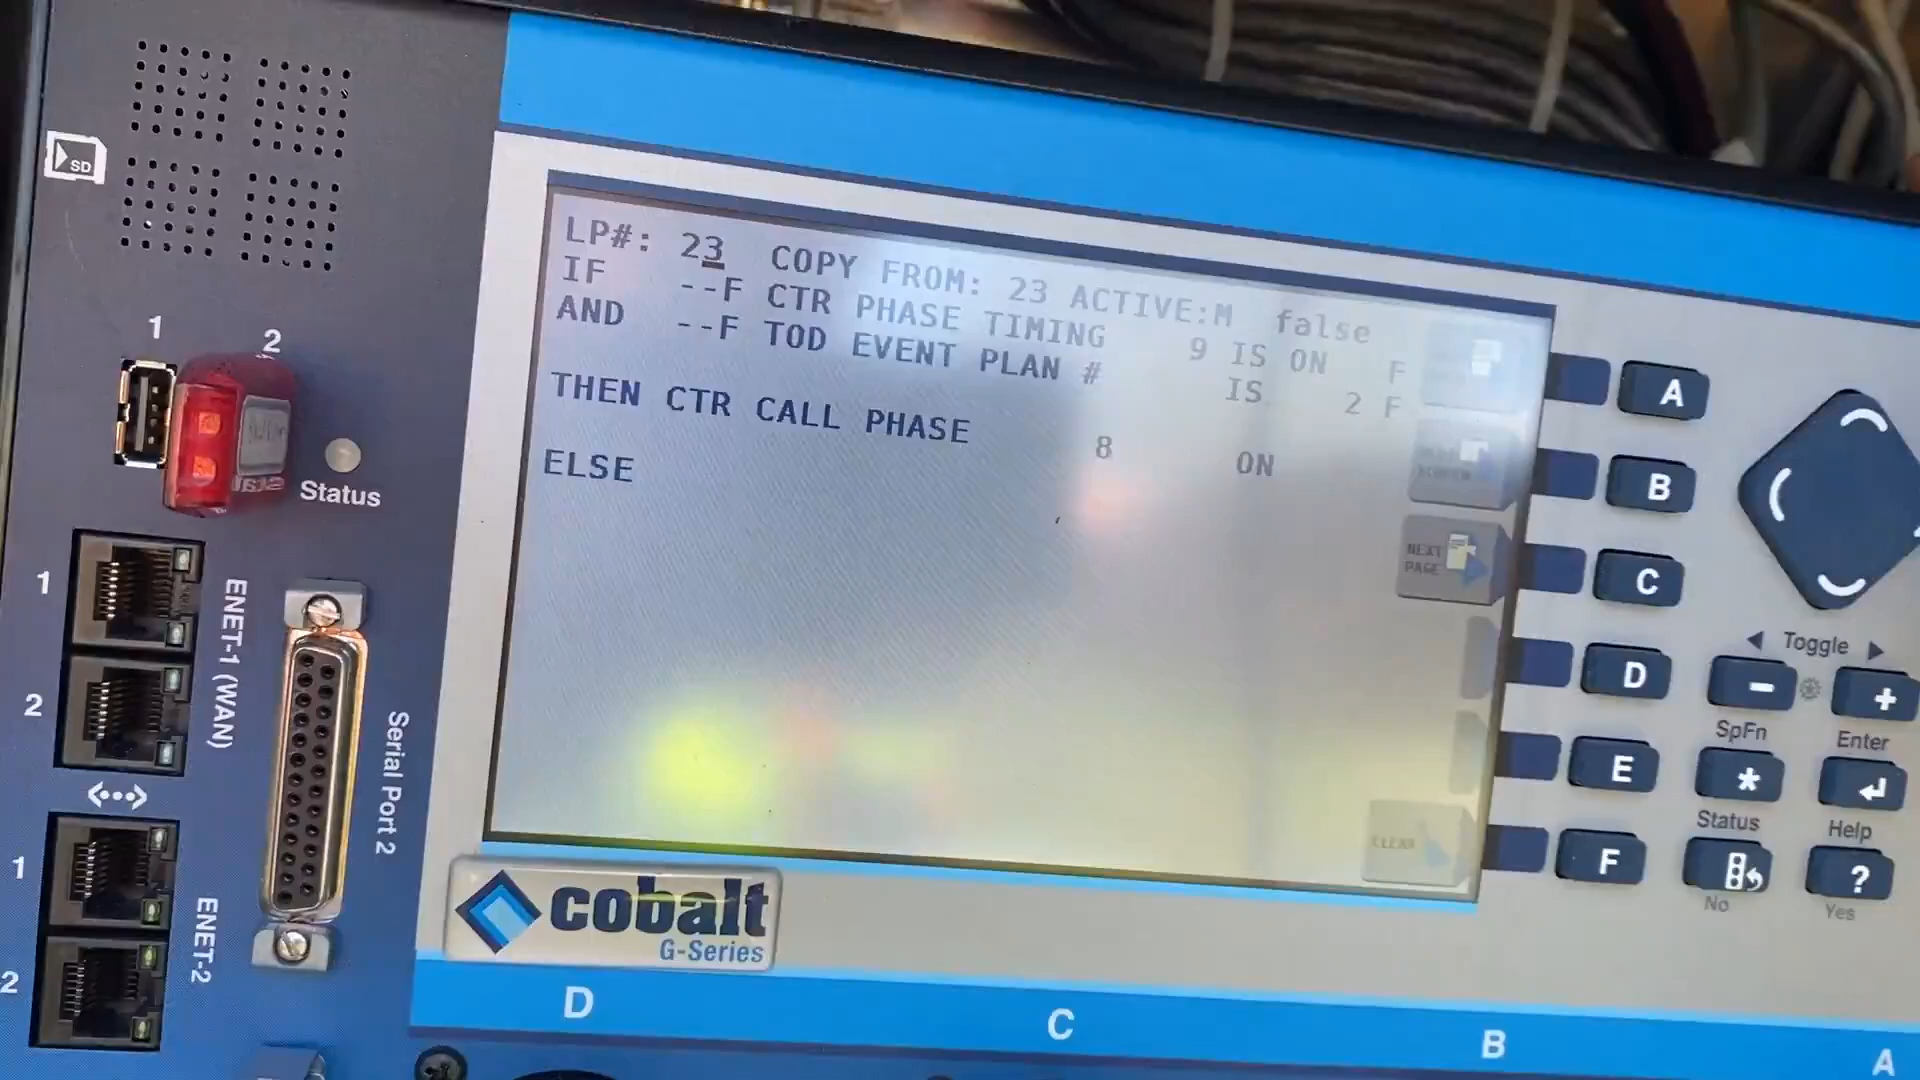 LP#: 23 COPY FROM: 23 ACTIVE:M false
IF --F CTR PHASE TIMING 9 IS ON F
AND --F TOD EVENT PLAN # IS 2 F
THEN CTR CALL PHASE 8 ON
ELSE
NEXT PAGE
CLEAR
SD
1 2
Status
1
2
ENET-1 (WAN)
1
2
ENET-2
Serial Port 2
cobalt
G-Series
A
B
C
D
E
F
Toggle
-
+
SpFn
Enter
*
Status
Help
?
No
Yes
D C B A